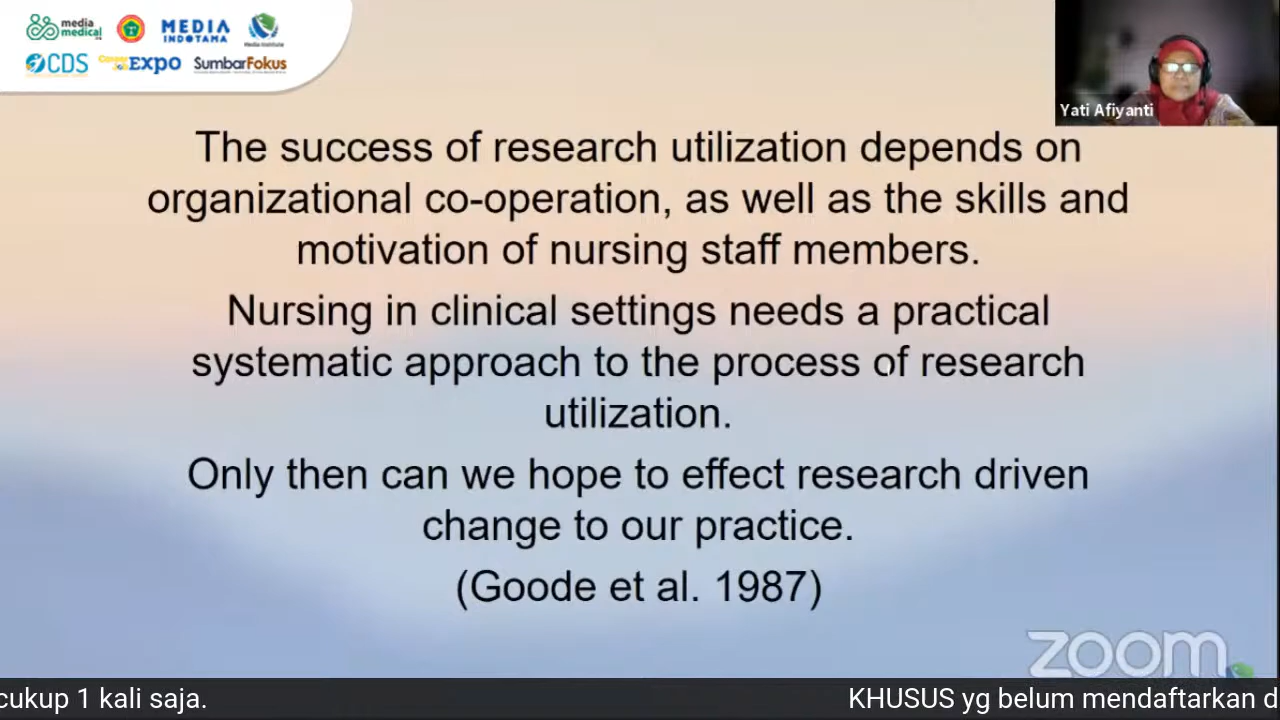 media
medical
MEDIA
INDOTAMA
Media Institute
CDS
Career
EXPO
SumbarFokus
Yati Afiyanti
The success of research utilization depends on
organizational co-operation, as well as the skills and
motivation of nursing staff members.
Nursing in clinical settings needs a practical
systematic approach to the process of research
utilization.
Only then can we hope to effect research driven
change to our practice.
(Goode et al. 1987)
zoom
cukup 1 kali saja.
KHUSUS yg belum mendaftarkan d